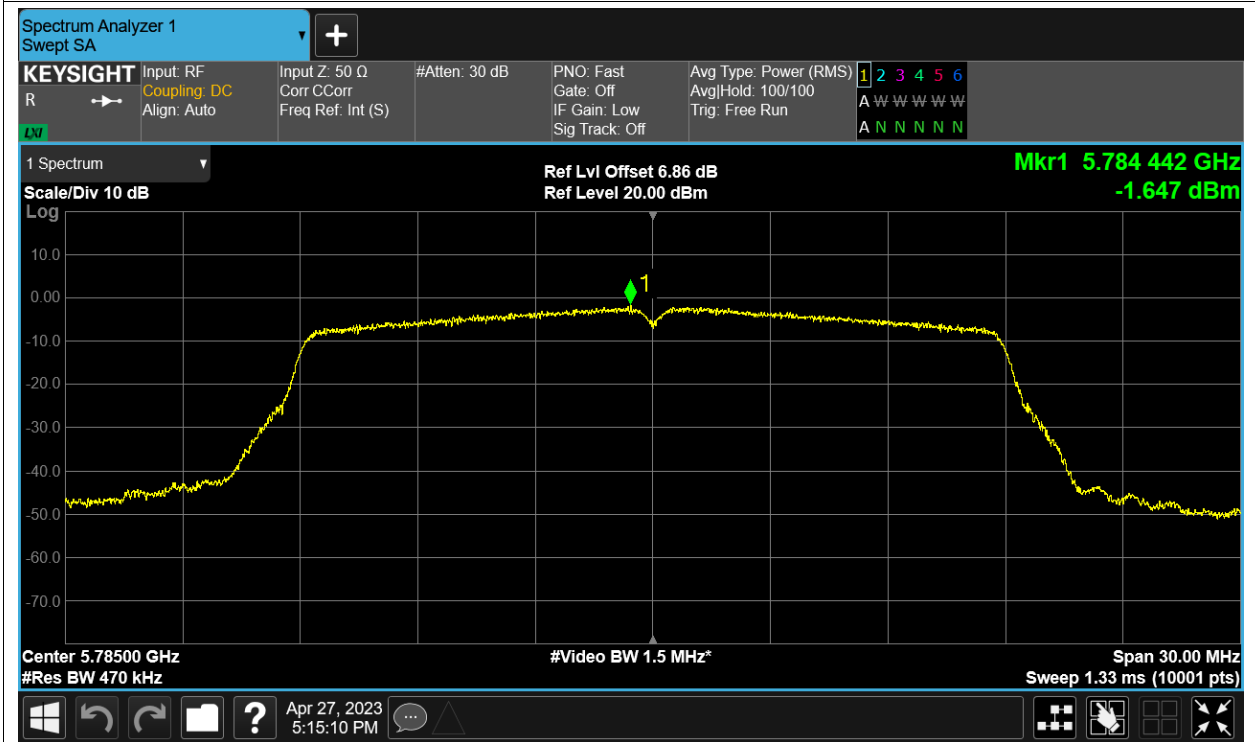 Spectrum Analyzer 1
Swept SA
KEYSIGHT
R
LXI
Input: RF
Coupling: DC
Align: Auto
Input Z: 50 Ω
Corr CCorr
Freq Ref: Int (S)
#Atten: 30 dB
PNO: Fast
Gate: Off
IF Gain: Low
Sig Track: Off
Avg Type: Power (RMS)
Avg|Hold: 100/100
Trig: Free Run
1 2 3 4 5 6
A W W W W W
A N N N N N
1 Spectrum
Scale/Div 10 dB
Ref Lvl Offset 6.86 dB
Ref Level 20.00 dBm
Mkr1 5.784 442 GHz
-1.647 dBm
Log
10.0
0.00
-10.0
-20.0
-30.0
-40.0
-50.0
-60.0
-70.0
1
Center 5.78500 GHz
#Res BW 470 kHz
#Video BW 1.5 MHz*
Span 30.00 MHz
Sweep 1.33 ms (10001 pts)
?
Apr 27, 2023
5:15:10 PM